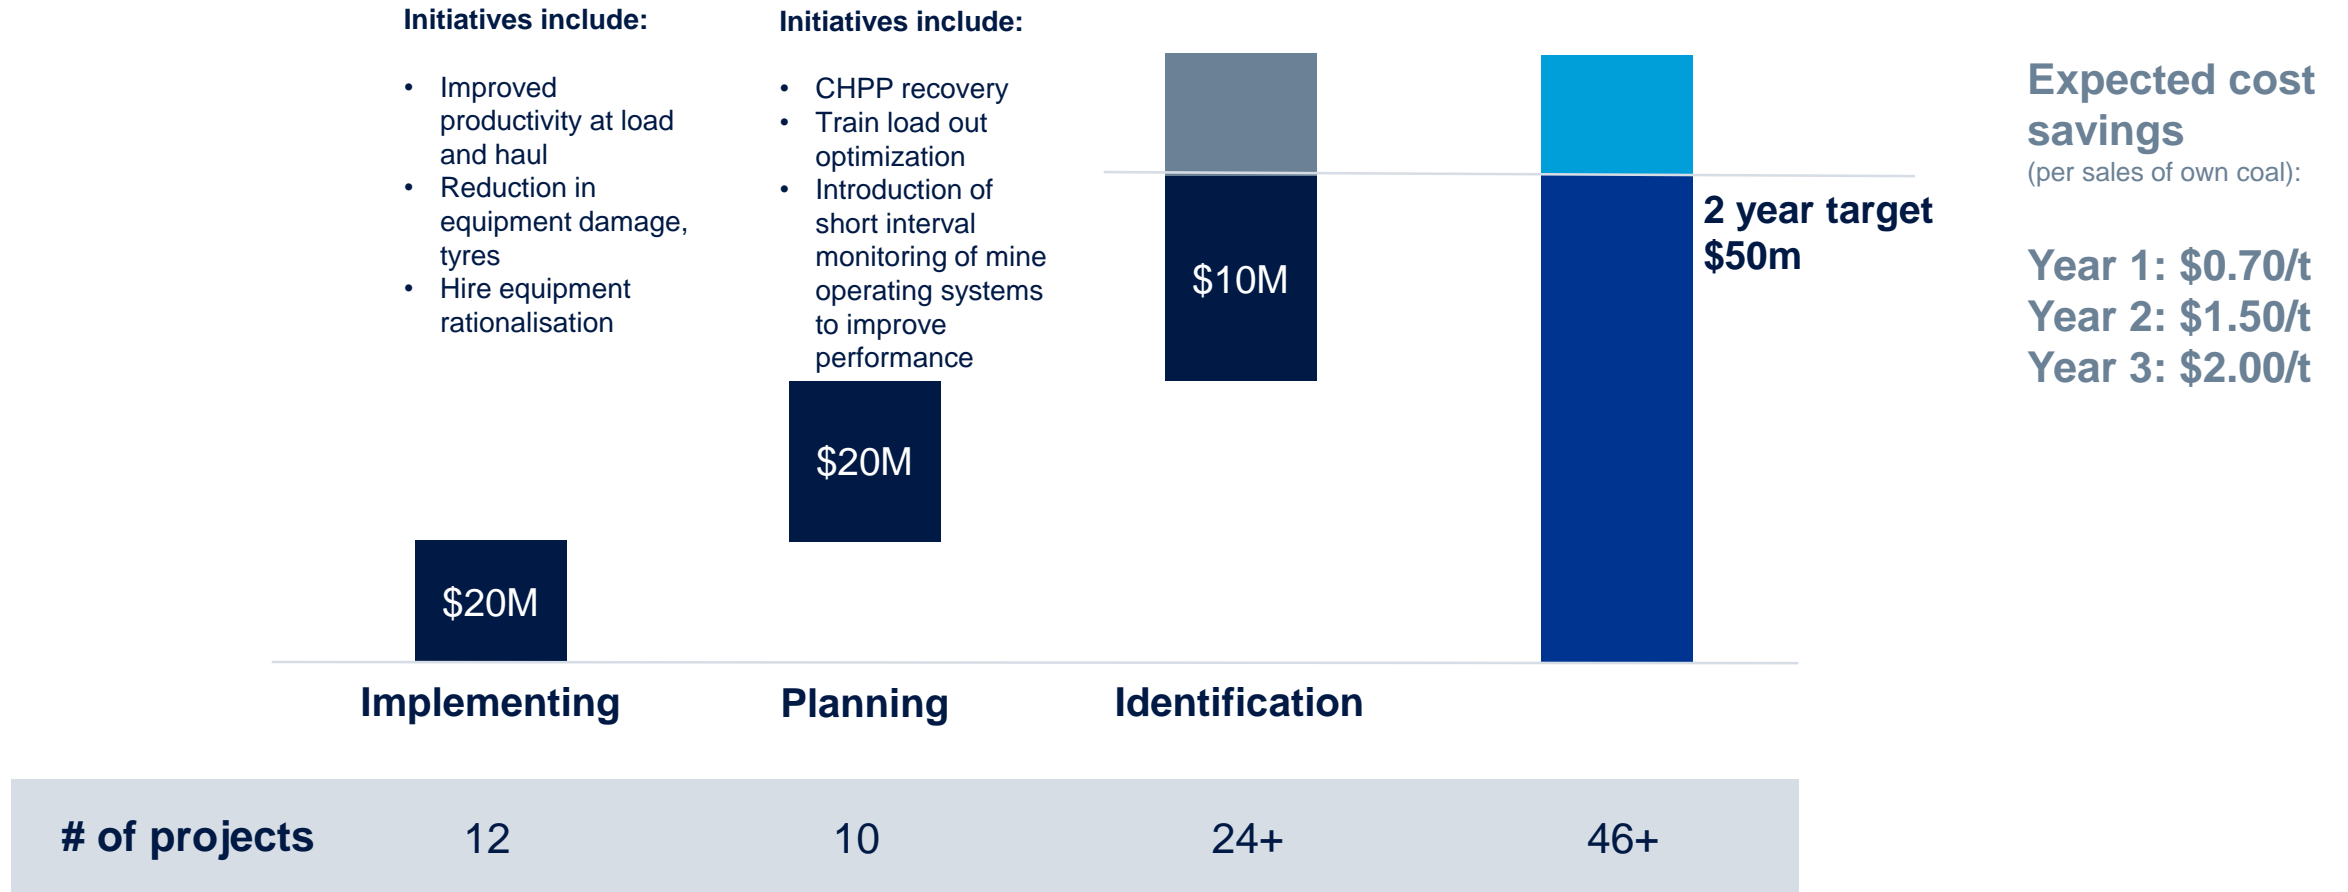 Initiatives include:
• Improved
productivity at load
and haul
• Reduction in
equipment damage,
tyres
• Hire equipment
rationalisation
Initiatives include:
• CHPP recovery
• Train load out
optimization
• Introduction of
short interval
monitoring of mine
operating systems
to improve
performance
Expected cost
savings
(per sales of own coal):
Year 1: $0.70/t
Year 2: $1.50/t
Year 3: $2.00/t
2 year target
$50m
$10M
$20M
$20M
Implementing
Planning
Identification
# of projects
12
10
24+
46+